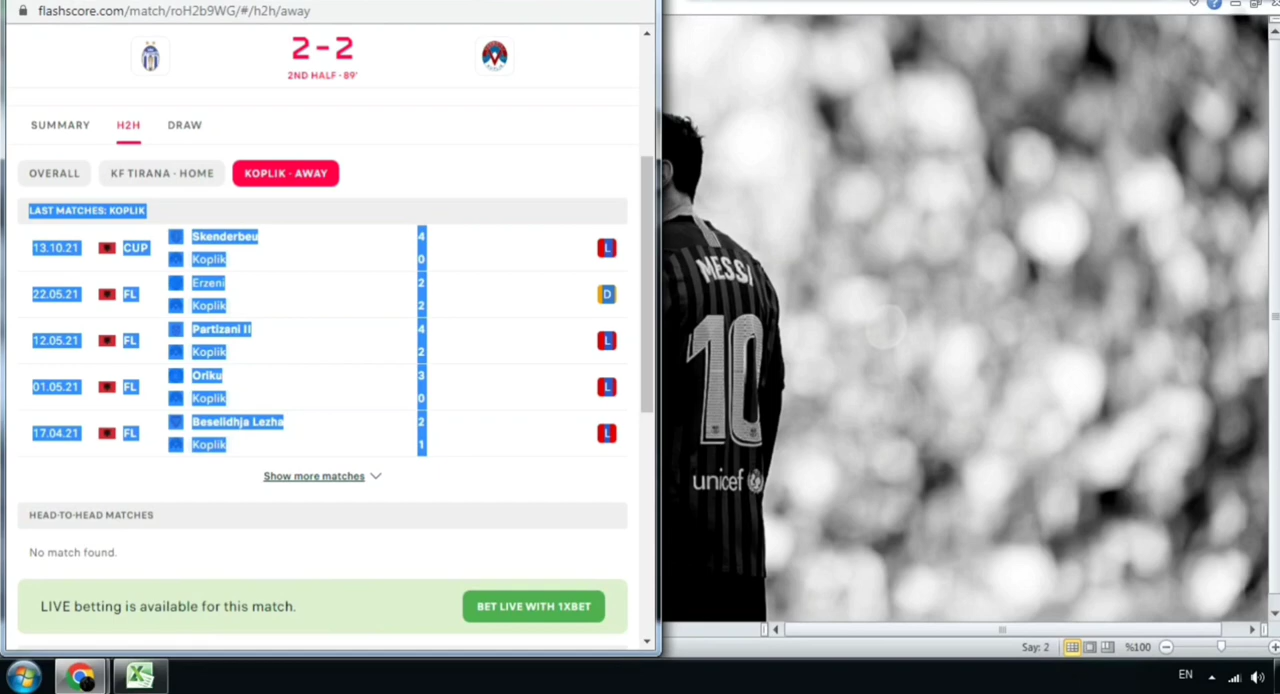 flashscore.com/match/roH2b9WG/#/h2h/away
2-2
2ND HALF - 89'
SUMMARY H2H DRAW
OVERALL KF TIRANA - HOME KOPLIK - AWAY
LAST MATCHES: KOPLIK
13.10.21 CUP Skenderbeu 4 L
Koplik 0
22.05.21 FL Erzeni 2 D
Koplik 2
12.05.21 FL Partizani II 4 L
Koplik 2
01.05.21 FL Oriku 3 L
Koplik 0
17.04.21 FL Beselidhja Lezha 2 L
Koplik 1
Show more matches
HEAD-TO-HEAD MATCHES
No match found.
LIVE betting is available for this match.
BET LIVE WITH 1XBET
MESSI
10
unicef
Say: 2 %100
EN